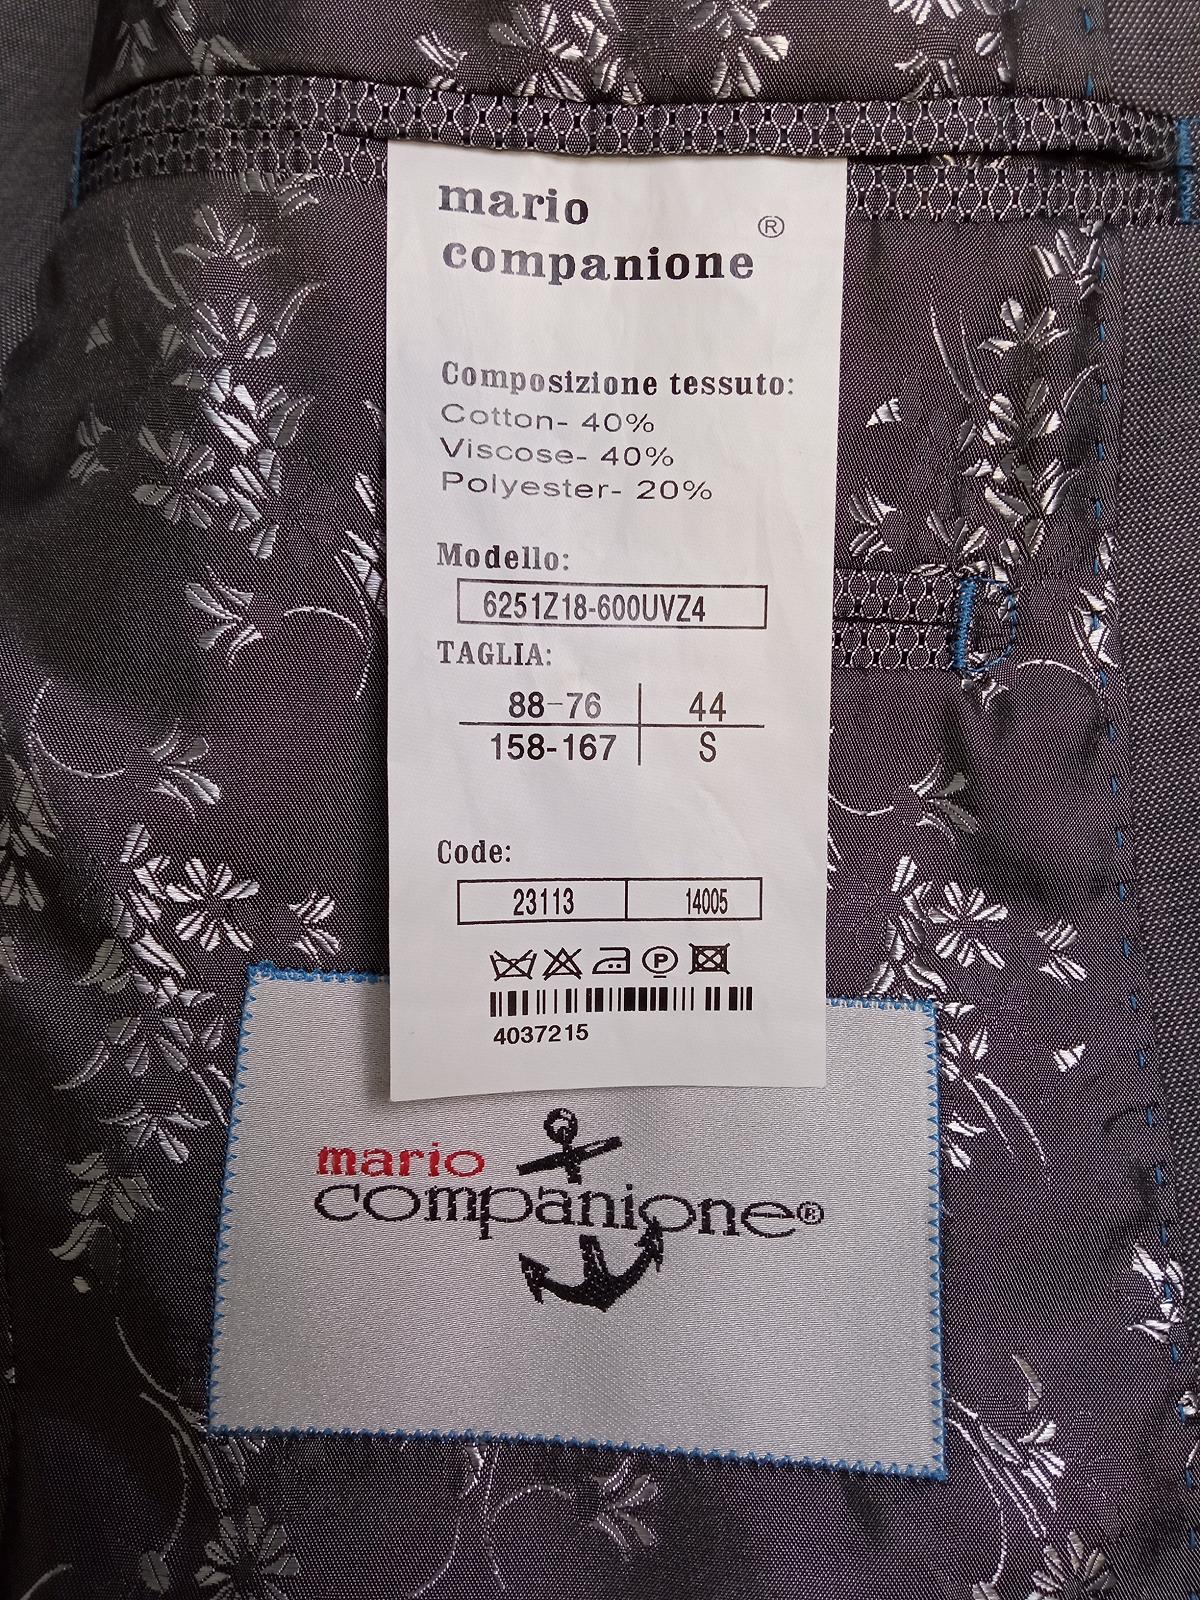 mario
companione ®
Composizione tessuto:
Cotton- 40%
Viscose- 40%
Polyester- 20%
Modello:
6251Z18-600UVZ4
TAGLIA:
88-76 44
158-167 S
Code:
23113 14005
P
4037215
mario
companione®